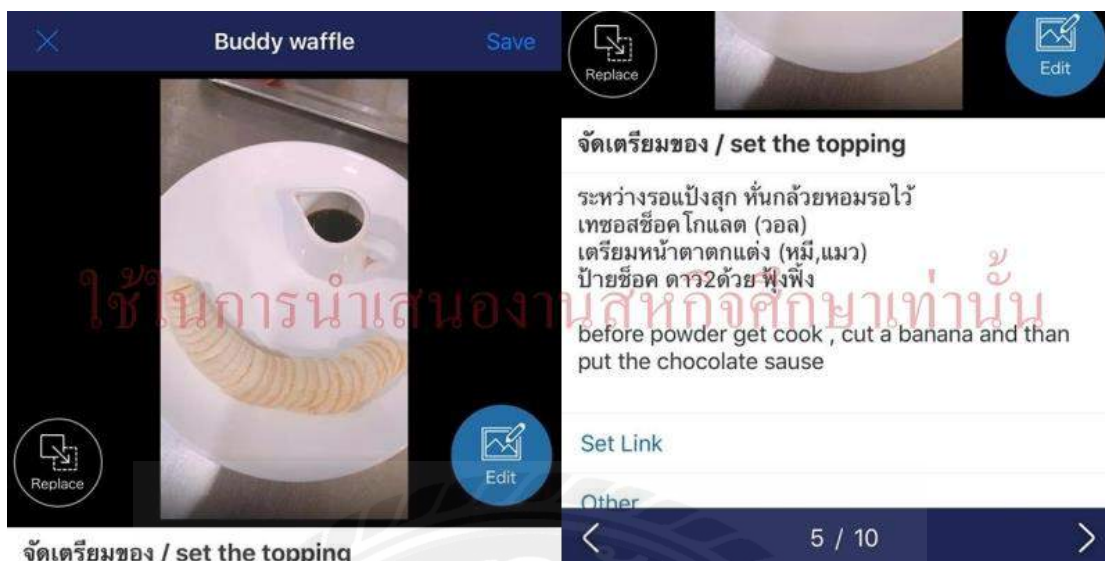 Buddy waffle
Save
Replace
Edit
จัดเตรียมของ / set the topping
Replace
Edit
จัดเตรียมของ / set the topping
ระหว่างรอแป้งสุก หั่นกล้วยหอมรอไว้
เทซอสช็อคโกแลต (วอล)
เตรียมหน้าตาตกแต่ง (หมี,แมว)
ป้ายช็อค ดาว2ด้วย ฟุ้งฟิ้ง
before powder get cook , cut a banana and than
put the chocolate sause
Set Link
Other
5 / 10
ใช้ในการนำเสนองานสหกิจศึกษาเท่านั้น